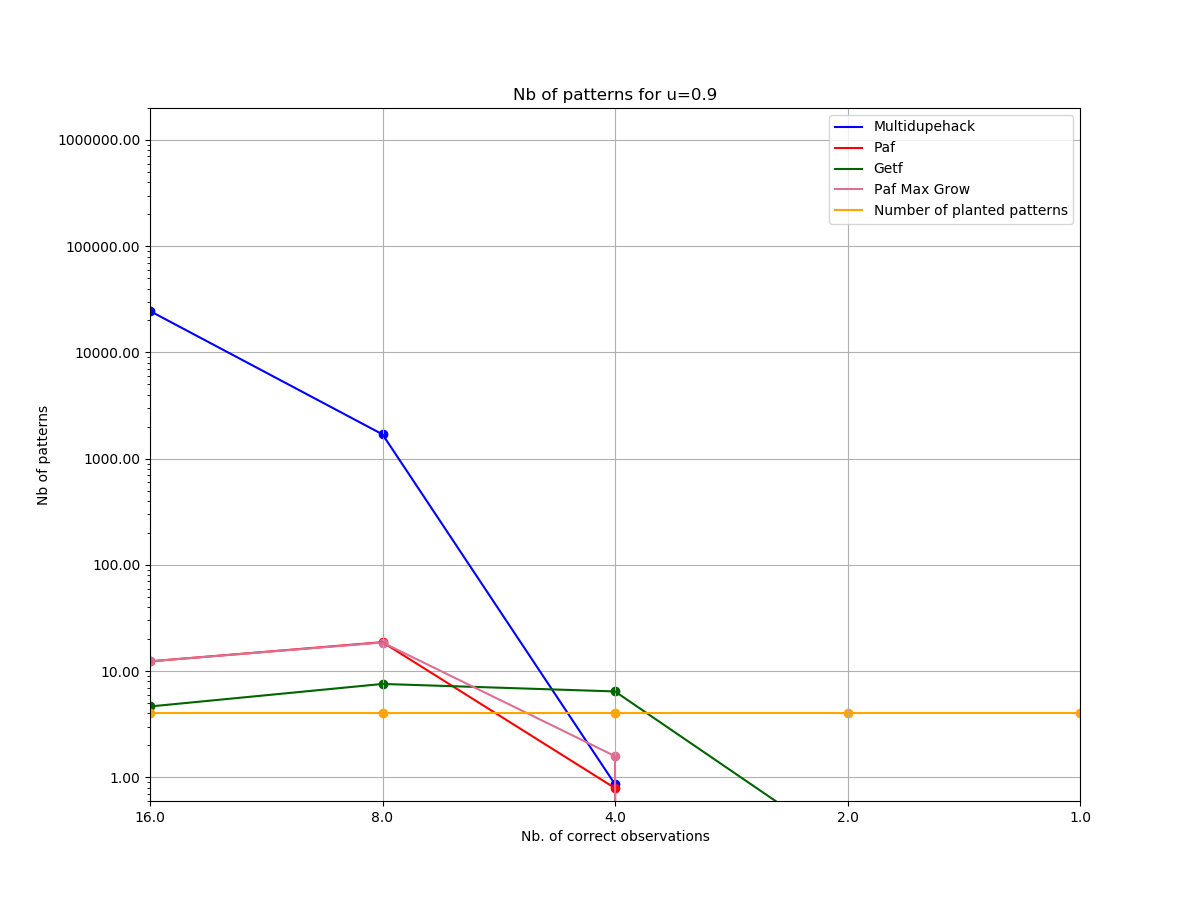 Nb of patterns for u=0.9
Multidupehack
Paf
Getf
Paf Max Grow
Number of planted patterns
1000000.00
100000.00
10000.00
1000.00
100.00
10.00
1.00
Nb of patterns
16.0 8.0 4.0 2.0 1.0
Nb. of correct observations